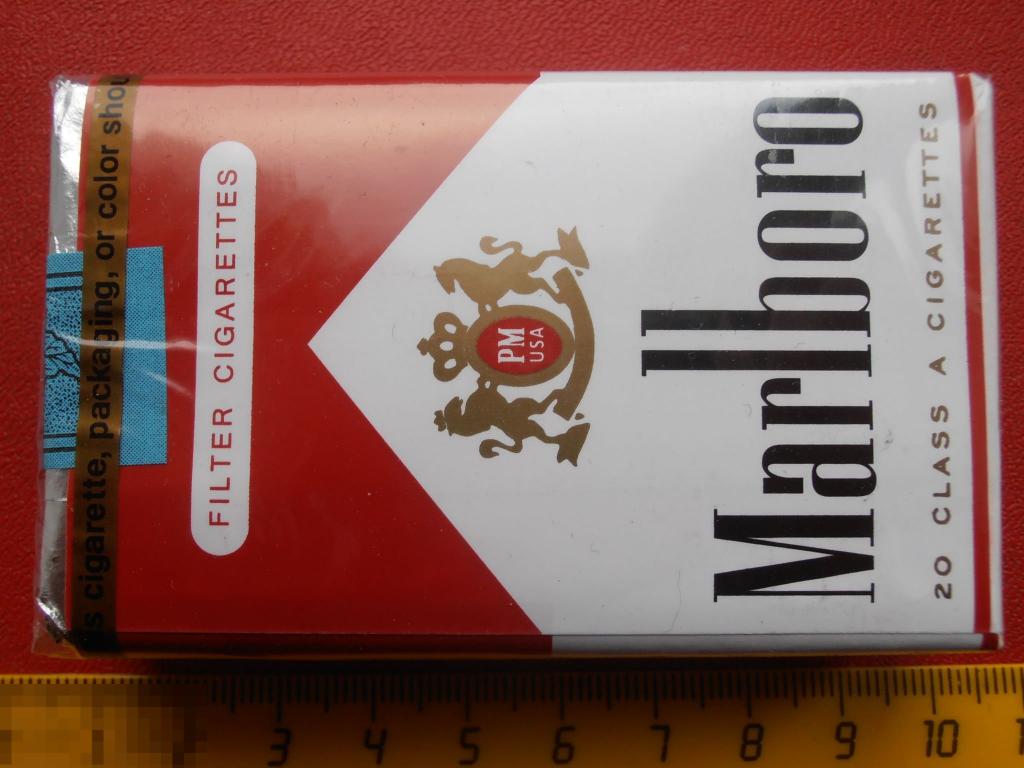 s cigarette, packaging, or color shou
FILTER CIGARETTES
PM
USA
Marlboro
20 CLASS A CIGARETTES
3 4 5 6 7 8 9 10